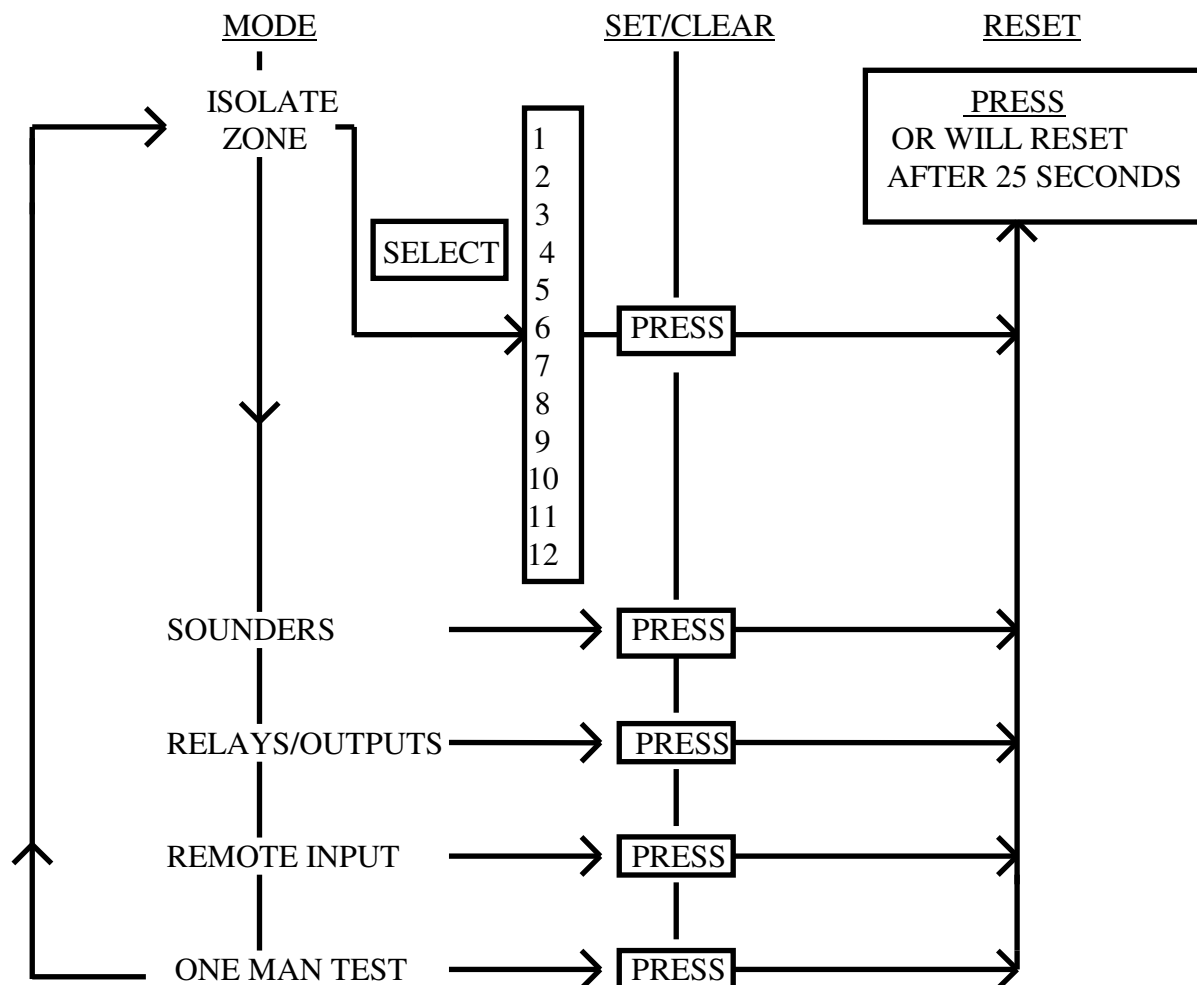 MODE
SET/CLEAR
RESET
ISOLATE
ZONE
PRESS
OR WILL RESET
AFTER 25 SECONDS
SELECT
1
2
3
4
5
6
7
8
9
10
11
12
PRESS
SOUNDERS
PRESS
RELAYS/OUTPUTS
PRESS
REMOTE INPUT
PRESS
ONE MAN TEST
PRESS